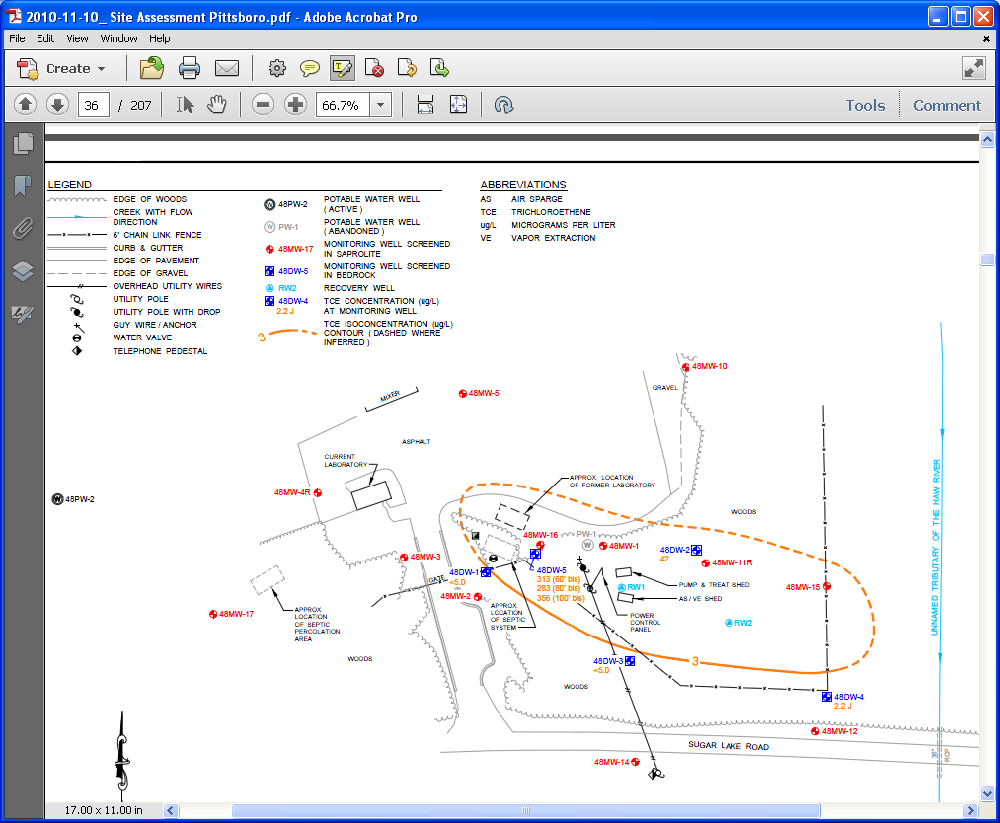 2010-11-10_ Site Assessment Pittsboro.pdf - Adobe Acrobat Pro
File Edit View Window Help
Create
36 / 207
66.7%
Tools Comment
LEGEND
EDGE OF WOODS
CREEK WITH FLOW
DIRECTION
6' CHAIN LINK FENCE
CURB & GUTTER
EDGE OF PAVEMENT
EDGE OF GRAVEL
OVERHEAD UTILITY WIRES
UTILITY POLE
UTILITY POLE WITH DROP
GUY WIRE / ANCHOR
WATER VALVE
TELEPHONE PEDESTAL
48PW-2
POTABLE WATER WELL
( ACTIVE )
PW-1
POTABLE WATER WELL
( ABANDONED )
48MW-17
MONITORING WELL SCREENED
IN SAPROLITE
48DW-5
MONITORING WELL SCREENED
IN BEDROCK
RW2
RECOVERY WELL
48DW-4
2.2 J
TCE CONCENTRATION (ug/L)
AT MONITORING WELL
3
TCE ISOCONCENTRATION (ug/L)
CONTOUR ( DASHED WHERE
INFERRED )
ABBREVIATIONS
AS AIR SPARGE
TCE TRICHLOROETHENE
ug/L MICROGRAMS PER LITER
VE VAPOR EXTRACTION
48MW-10
GRAVEL
MIXER
48MW-5
ASPHALT
CURRENT
LABORATORY
APPROX. LOCATION
OF FORMER LABORATORY
48MW-4R
48PW-2
WOODS
UNNAMED TRIBUTARY OF THE HAW RIVER
48MW-16
PW-1
48MW-1
48DW-2
42
48MW-11R
48MW-3
48DW-1
<5.0
GATE
48DW-5
313 (60' bls)
283 (80' bls)
356 (100' bls)
PUMP & TREAT SHED
RW1
AS / VE SHED
48MW-15
48MW-2
APPROX
LOCATION
OF SEPTIC
SYSTEM
POWER
CONTROL
PANEL
RW2
48MW-17
APPROX
LOCATION
OF SEPTIC
PERCOLATION
AREA
WOODS
48DW-3
<5.0
3
WOODS
48DW-4
2.2 J
48MW-12
SUGAR LAKE ROAD
48MW-14
36"
RCP
17.00 x 11.00 in